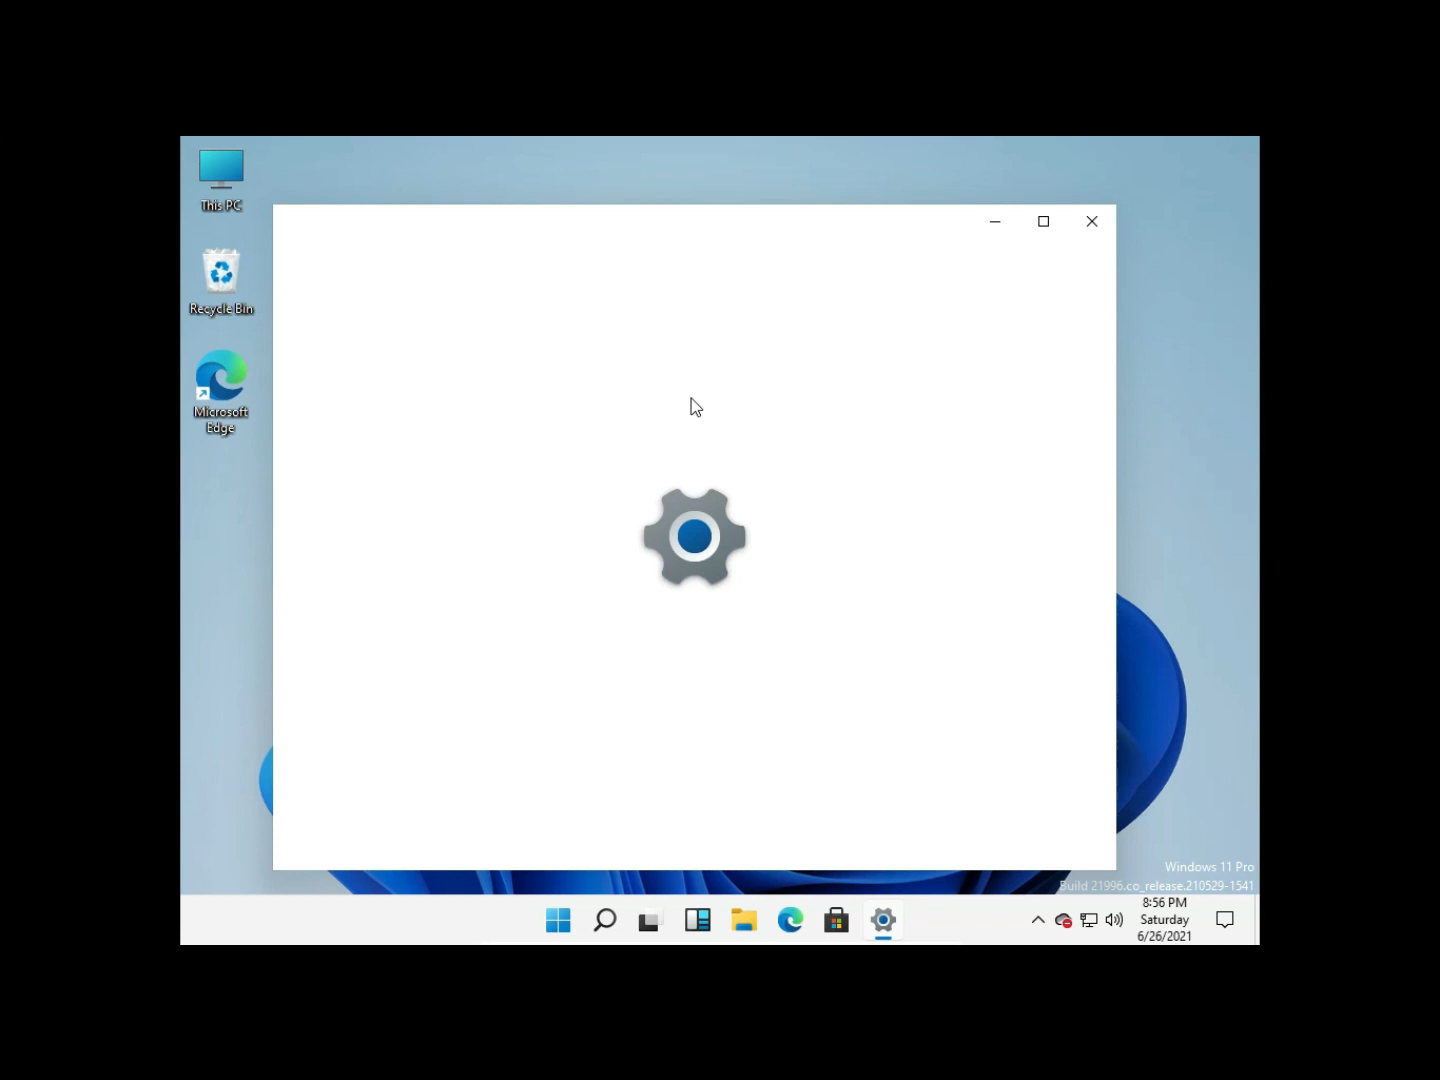 This PC
Recycle Bin
Microsoft
Edge
Windows 11 Pro
Build 21996.co_release.210529-1541
8:56 PM
Saturday
6/26/2021